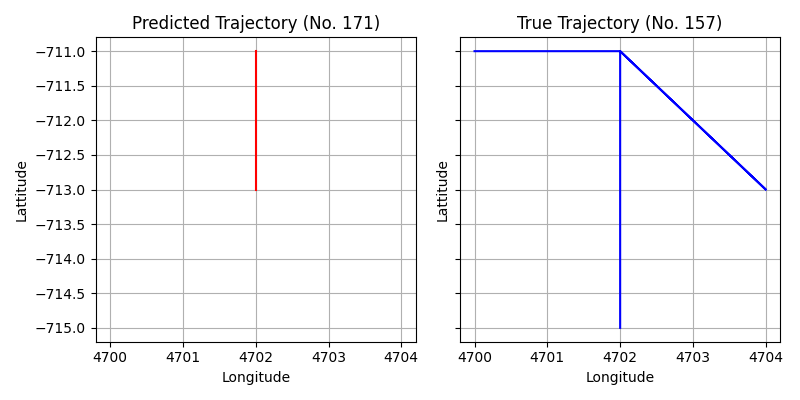 Predicted Trajectory (No. 171)
True Trajectory (No. 157)
−711.0
−711.5
−712.0
−712.5
−713.0
−713.5
−714.0
−714.5
−715.0
Lattitude
Lattitude
4700 4701 4702 4703 4704
4700 4701 4702 4703 4704
Longitude
Longitude